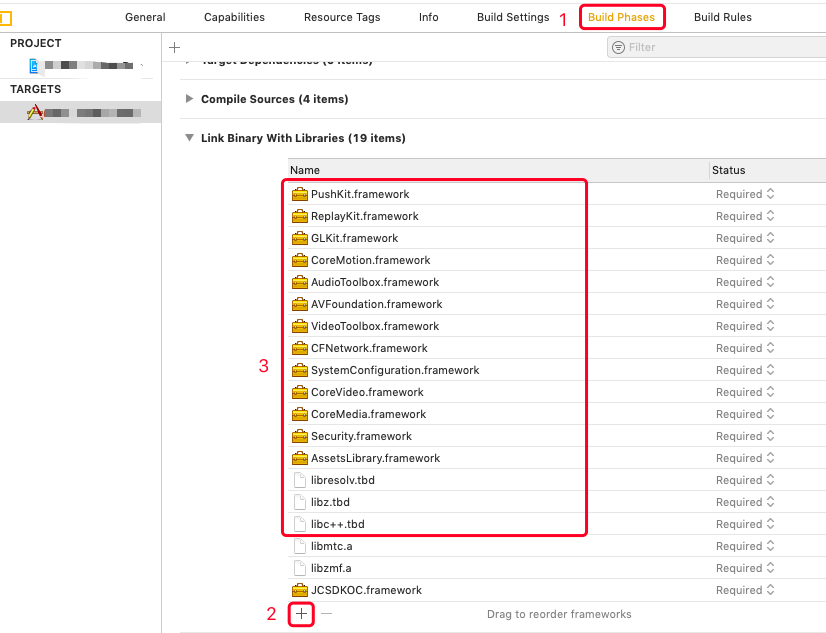 General Capabilities Resource Tags Info Build Settings 1 Build Phases Build Rules
PROJECT
Filter
Target Dependencies (0 items)
TARGETS
Compile Sources (4 items)
Link Binary With Libraries (19 items)
Name Status
PushKit.framework Required
ReplayKit.framework Required
GLKit.framework Required
CoreMotion.framework Required
AudioToolbox.framework Required
AVFoundation.framework Required
VideoToolbox.framework Required
CFNetwork.framework Required
3 SystemConfiguration.framework Required
CoreVideo.framework Required
CoreMedia.framework Required
Security.framework Required
AssetsLibrary.framework Required
libresolv.tbd Required
libz.tbd Required
libc++.tbd Required
libmtc.a Required
libzmf.a Required
JCSDKOC.framework Required
2 + — Drag to reorder frameworks